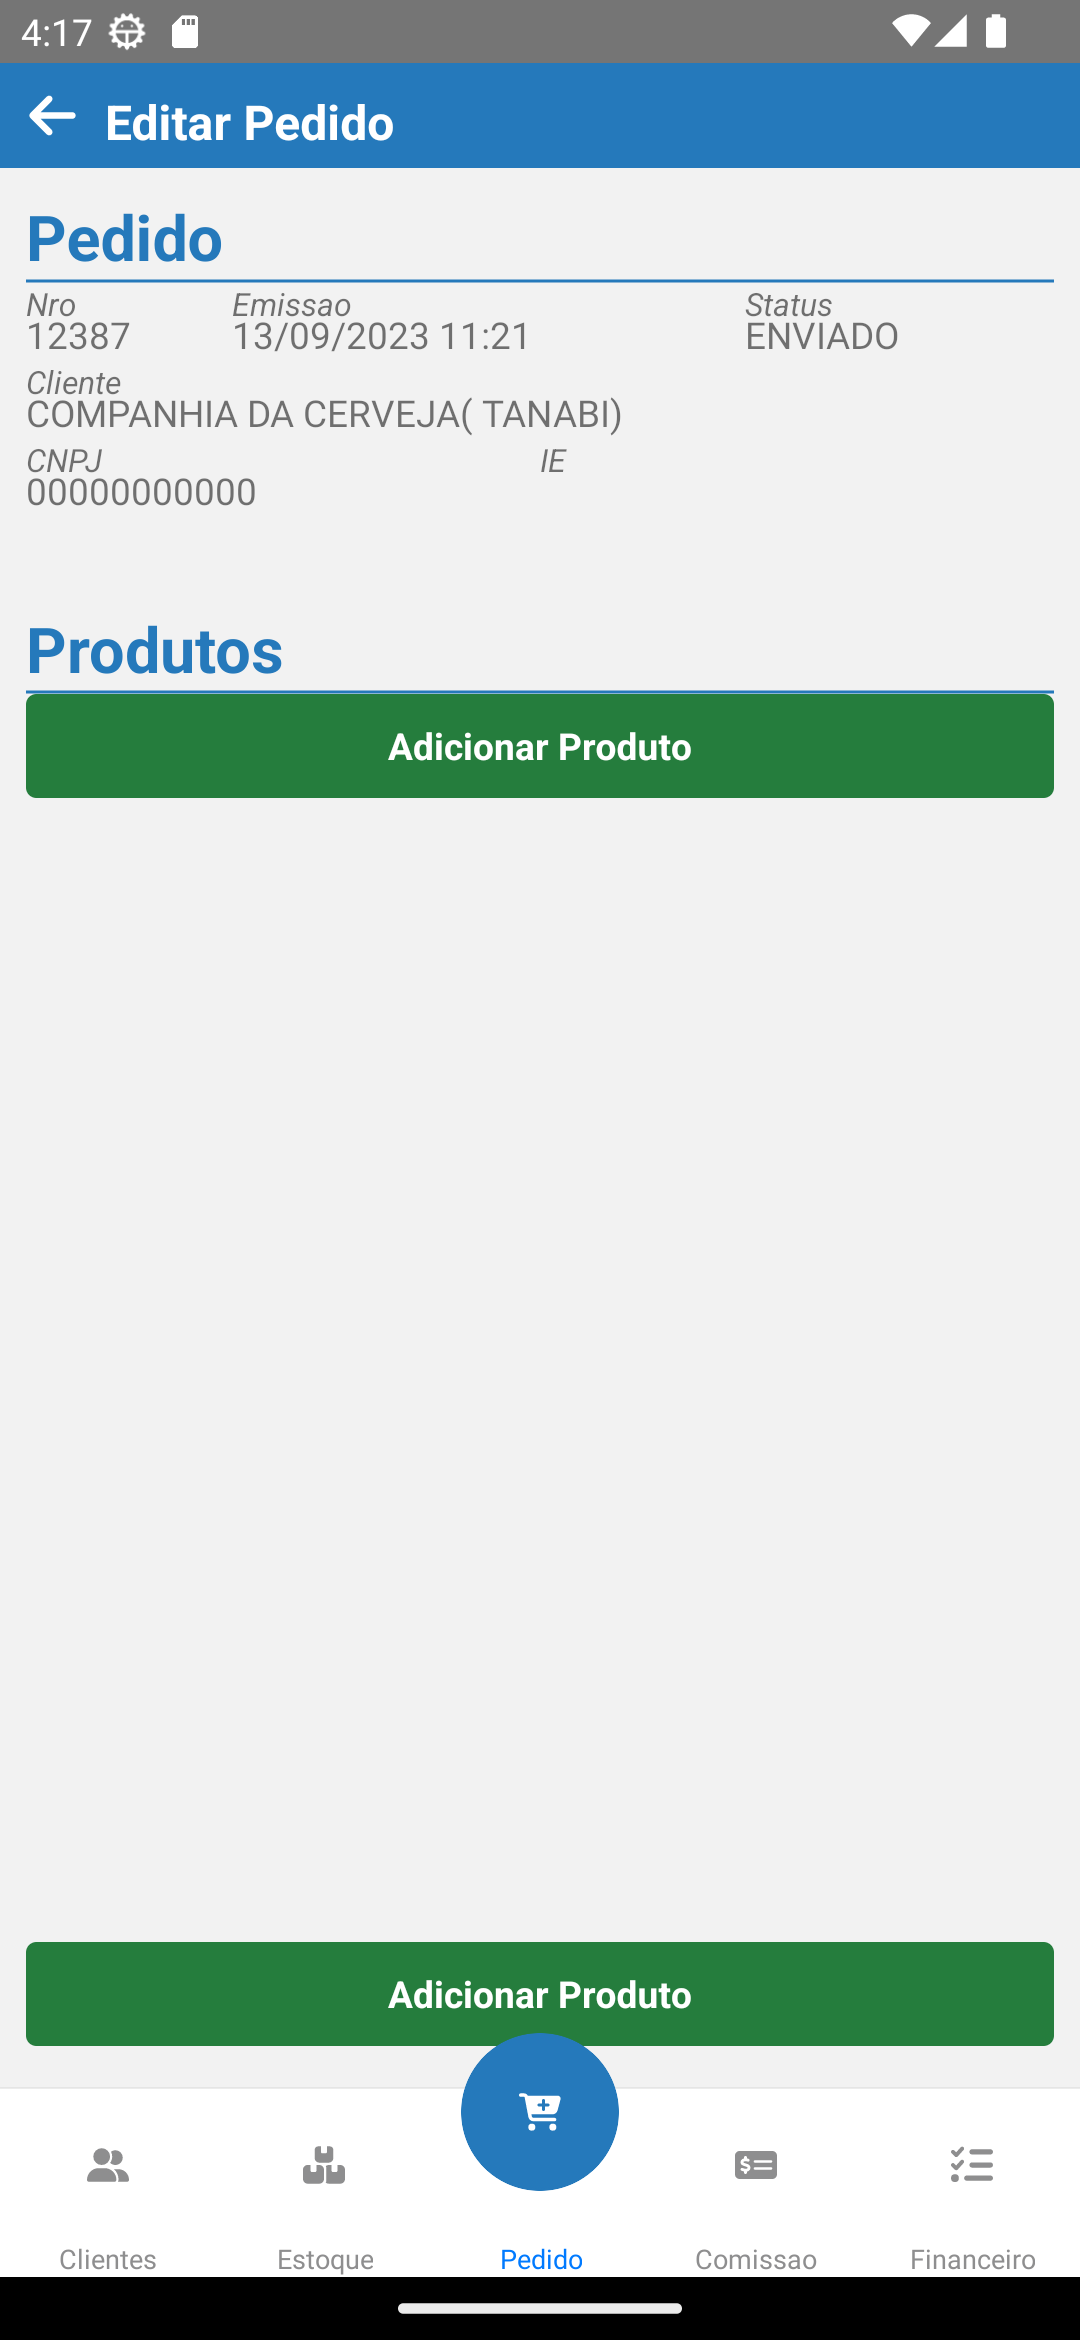 4:17
Editar Pedido
Pedido
Nro Emissao Status
12387 13/09/2023 11:21 ENVIADO
Cliente
COMPANHIA DA CERVEJA( TANABI)
CNPJ IE
00000000000
Produtos
Adicionar Produto
Adicionar Produto
Clientes Estoque Pedido Comissao Financeiro